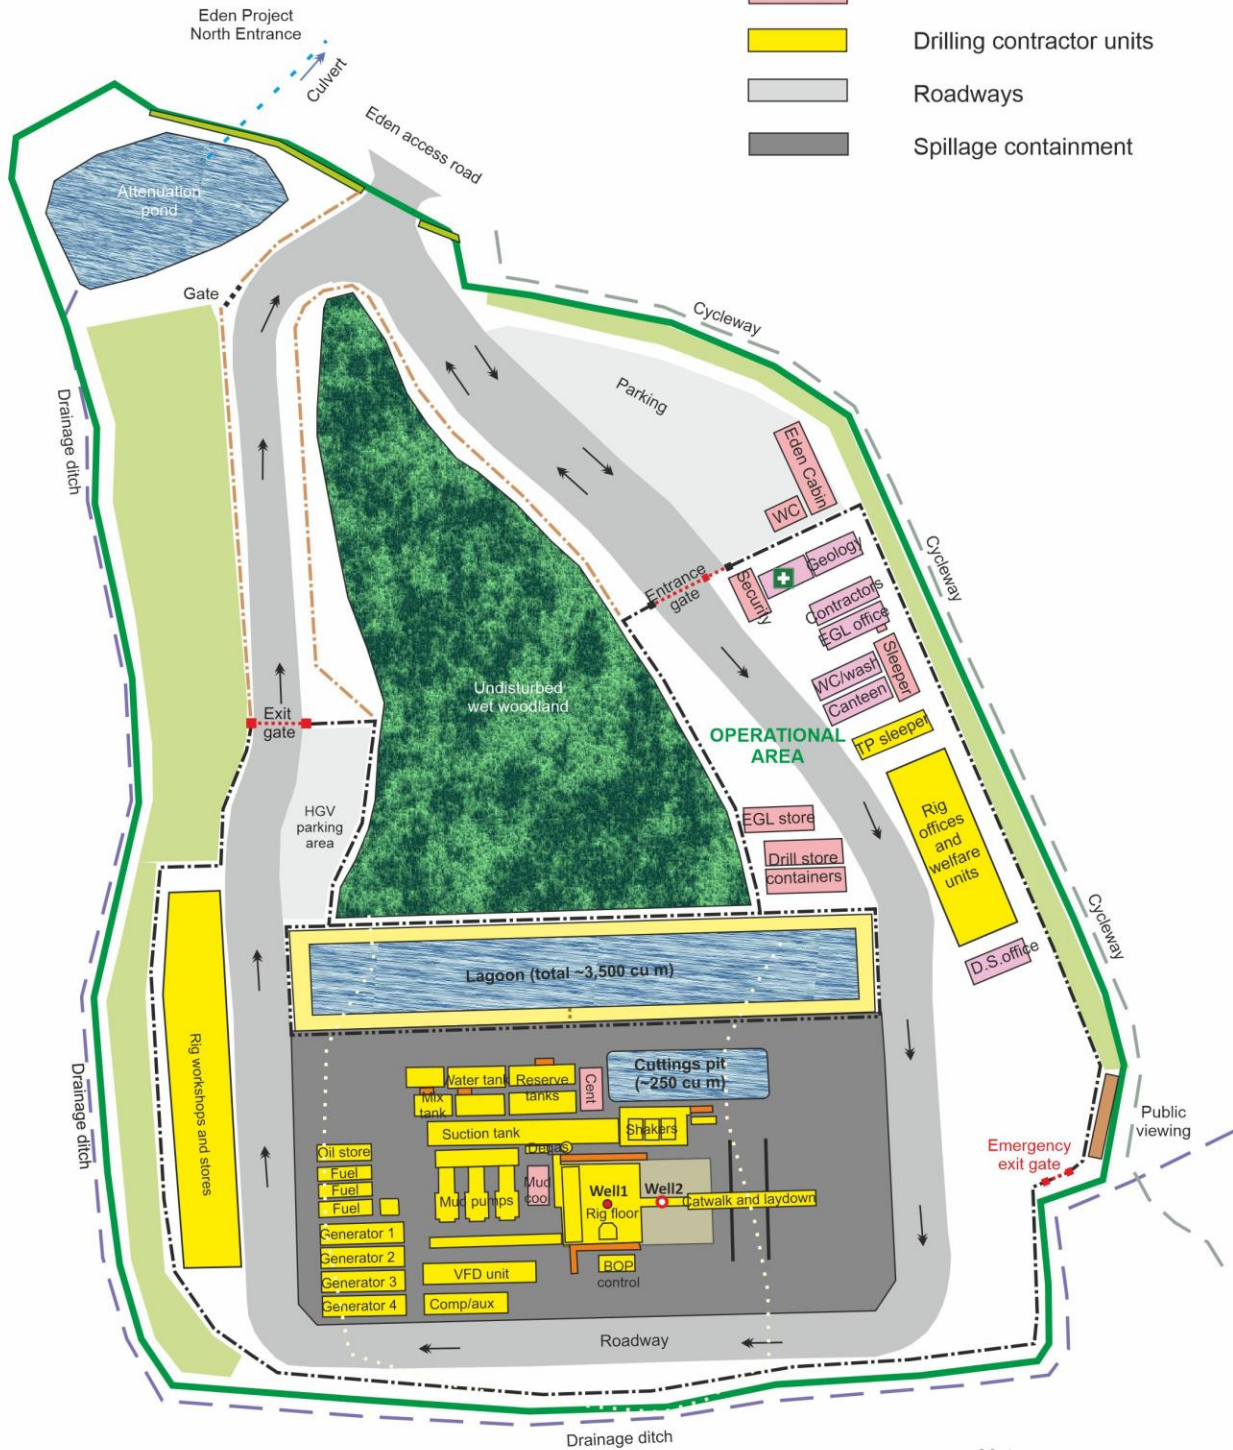 Eden Project
North Entrance
Culvert
Eden access road
Drilling contractor units
Roadways
Spillage containment
Attenuation
pond
Gate
Cycleway
Parking
Drainage ditch
Eden Cabin
WC
Entrance
gate
Security
Geology
Contractors
EGL office
Sleeper
WC/wash
Canteen
Cycleway
Undisturbed
wet woodland
OPERATIONAL
AREA
TP sleeper
Exit
gate
HGV
parking
area
EGL store
Drill store
containers
Rig
offices
and
welfare
units
D.S.office
Cycleway
Lagoon (total ~3,500 cu m)
Rig workshops and stores
Drainage ditch
Cuttings pit
(~250 cu m)
Water tank
Reserve
tanks
Mix
tank
Cent
Suction tank
Shakers
Degas
Oil store
Fuel
Fuel
Fuel
Mud pumps
Mud
coo
Well1
Rig floor
Well2
Catwalk and laydown
Public
viewing
Emergency
exit gate
Generator 1
Generator 2
Generator 3
Generator 4
VFD unit
Comp/aux
BOP
control
Roadway
Drainage ditch